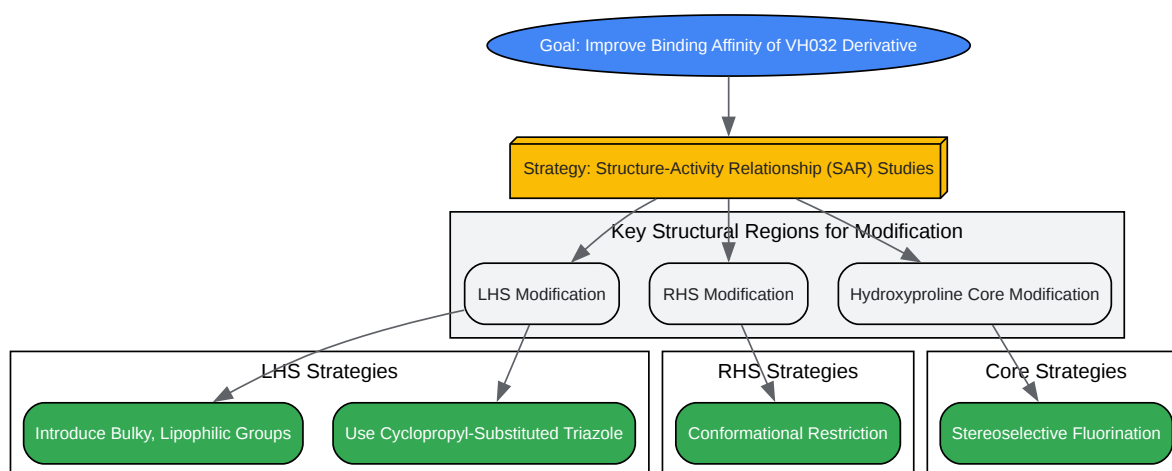 Goal: Improve Binding Affinity of VH032 Derivative
Strategy: Structure-Activity Relationship (SAR) Studies
Key Structural Regions for Modification
LHS Modification
RHS Modification
Hydroxyproline Core Modification
LHS Strategies
RHS Strategies
Core Strategies
Introduce Bulky, Lipophilic Groups
Use Cyclopropyl-Substituted Triazole
Conformational Restriction
Stereoselective Fluorination